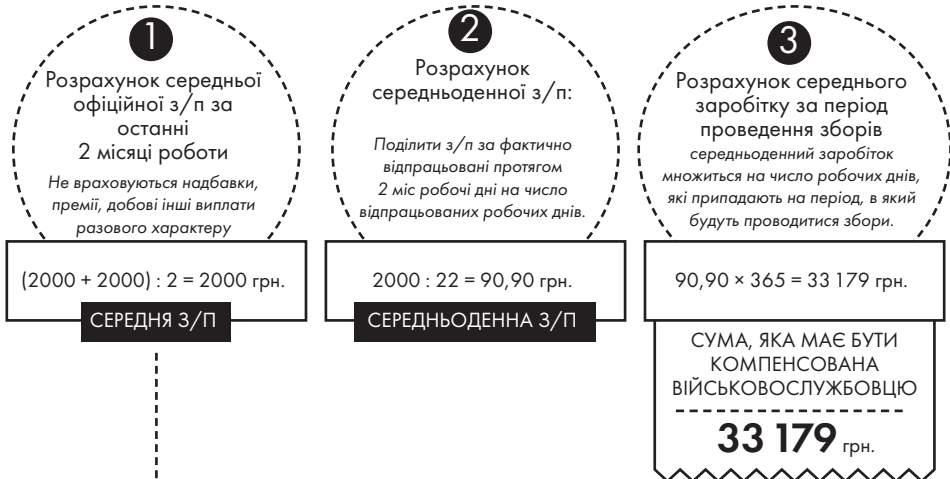 1
Розрахунок середньої
офіційної з/п за
останні
2 місяці роботи
Не враховуються надбавки,
премії, добові інші виплати
разового характеру
(2000 + 2000) : 2 = 2000 грн.
СЕРЕДНЯ З/П
2
Розрахунок
середньоденної з/п:
Поділити з/п за фактично
відпрацьовані протягом
2 міс робочі дні на число
відпрацьованих робочих днів.
2000 : 22 = 90,90 грн.
СЕРЕДНЬОДЕННА З/П
3
Розрахунок середнього
заробітку за період
проведення зборів
середньоденний заробіток
множиться на число робочих днів,
які припадають на період, в який
будуть проводитися збори.
90,90 × 365 = 33 179 грн.
СУМА, ЯКА МАЄ БУТИ
КОМПЕНСОВАНА
ВІЙСЬКОВОСЛУЖБОВЦЮ
33 179 грн.